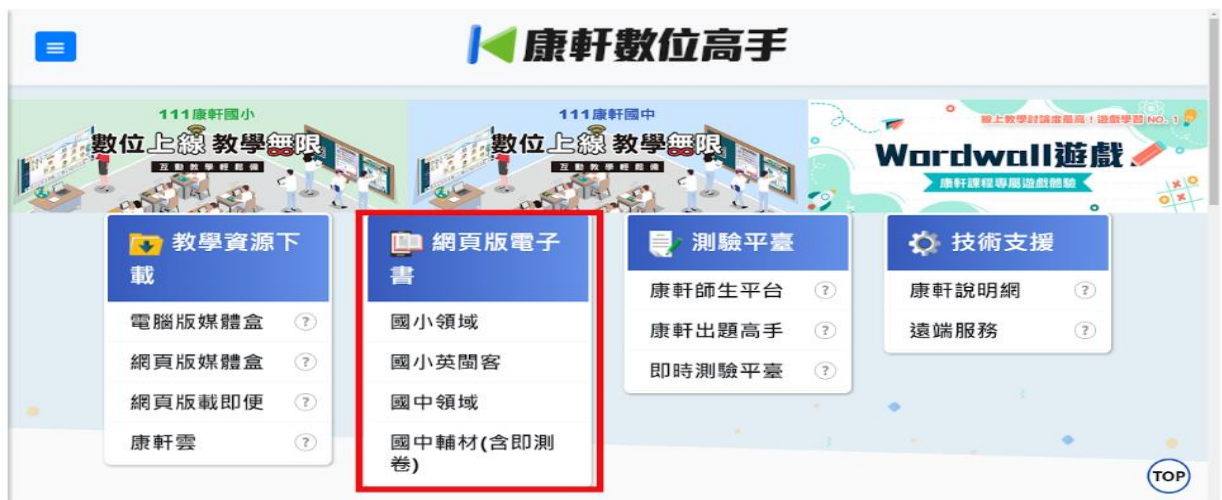 康軒數位高手
111康軒國小
數位上線 教學無限
互動教學輕鬆備
111康軒國中
數位上線 教學無限
互動教學輕鬆備
線上教學討論度最高!遊戲學習 NO. 1
Wordwall遊戲
康軒課程專屬遊戲體驗
教學資源下
載
電腦版媒體盒 ?
網頁版媒體盒 ?
網頁版載即便 ?
康軒雲 ?
網頁版電子
書
國小領域
國小英閩客
國中領域
國中輔材(含即測
卷)
測驗平臺
康軒師生平台 ?
康軒出題高手 ?
即時測驗平臺 ?
技術支援
康軒說明網 ?
遠端服務 ?
TOP